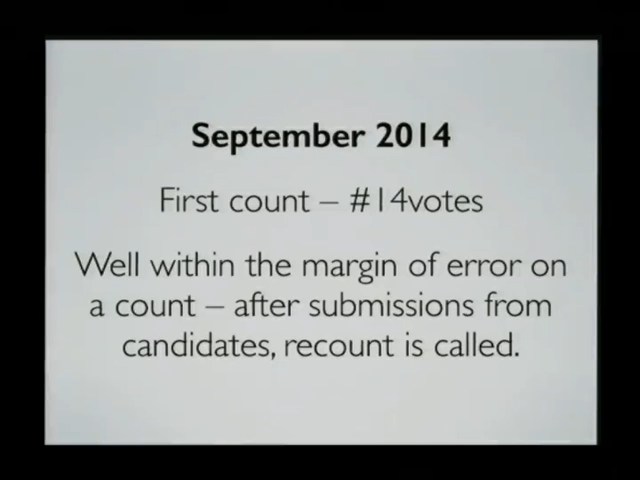 September 2014
First count – #14votes
Well within the margin of error on
a count – after submissions from
candidates, recount is called.